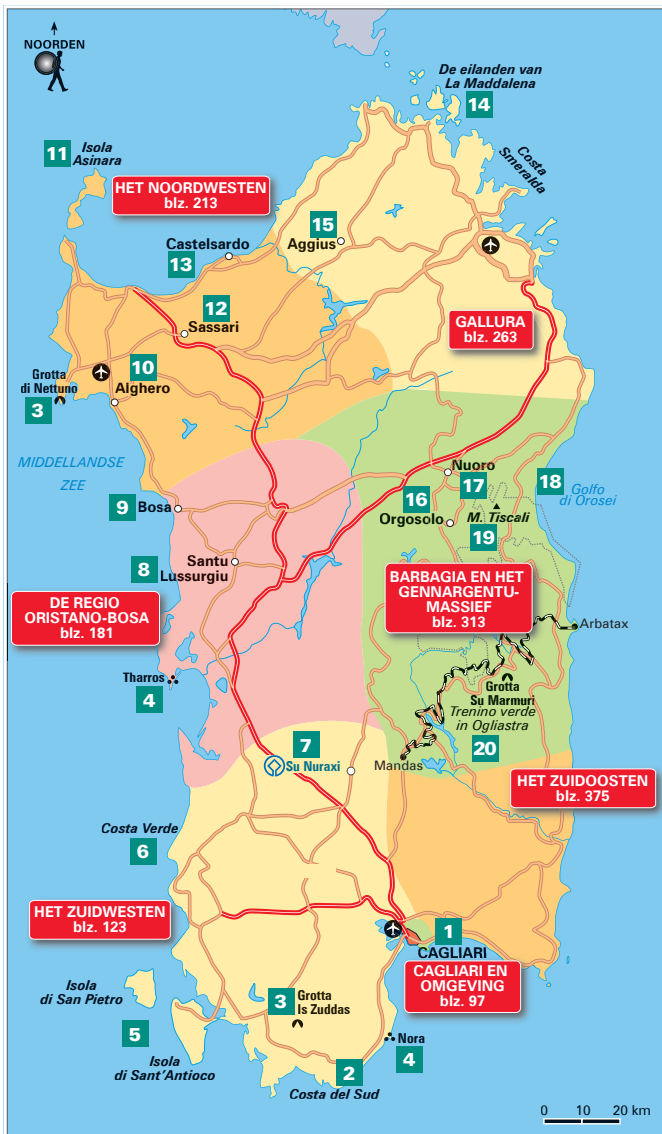 NOORDEN
De eilanden van
La Maddalena
14
Costa
Smeralda
11
Isola
Asinara
HET NOORDWESTEN
blz. 213
15
Aggius
Castelsardo
13
12
Sassari
GALLURA
blz. 263
Grotta
di Nettuno
3
10
Alghero
MIDDELLANDSE
ZEE
Nuoro
17
18
Golfo
di Orosei
16
Orgosolo
M. Tiscali
19
9
Bosa
8
Santu
Lussurgiu
BARBAGIA EN HET
GENNARGENTU-
MASSIEF
blz. 313
DE REGIO
ORISTANO-BOSA
blz. 181
Arbatax
Tharros
4
Grotta
Su Marmuri
Trenino verde
in Ogliastra
20
7
Su Nuraxi
Mandas
HET ZUIDOOSTEN
blz. 375
Costa Verde
6
HET ZUIDWESTEN
blz. 123
1
CAGLIARI
CAGLIARI EN
OMGEVING
blz. 97
Isola
di San Pietro
3
Grotta
Is Zuddas
5
Isola
di Sant'Antioco
Nora
4
2
Costa del Sud
0 10 20 km